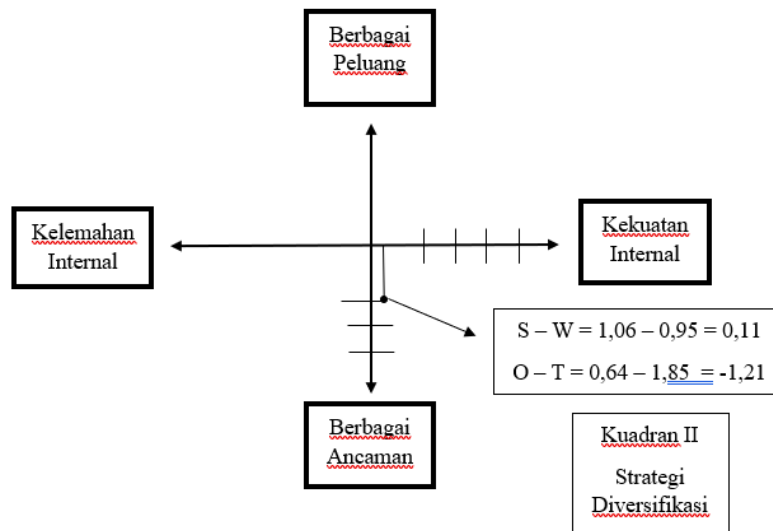 Berbagai
Peluang
Kelemahan
Internal
Kekuatan
Internal
S – W = 1,06 – 0,95 = 0,11
O – T = 0,64 – 1,85 = -1,21
Berbagai
Ancaman
Kuadran II
Strategi
Diversifikasi